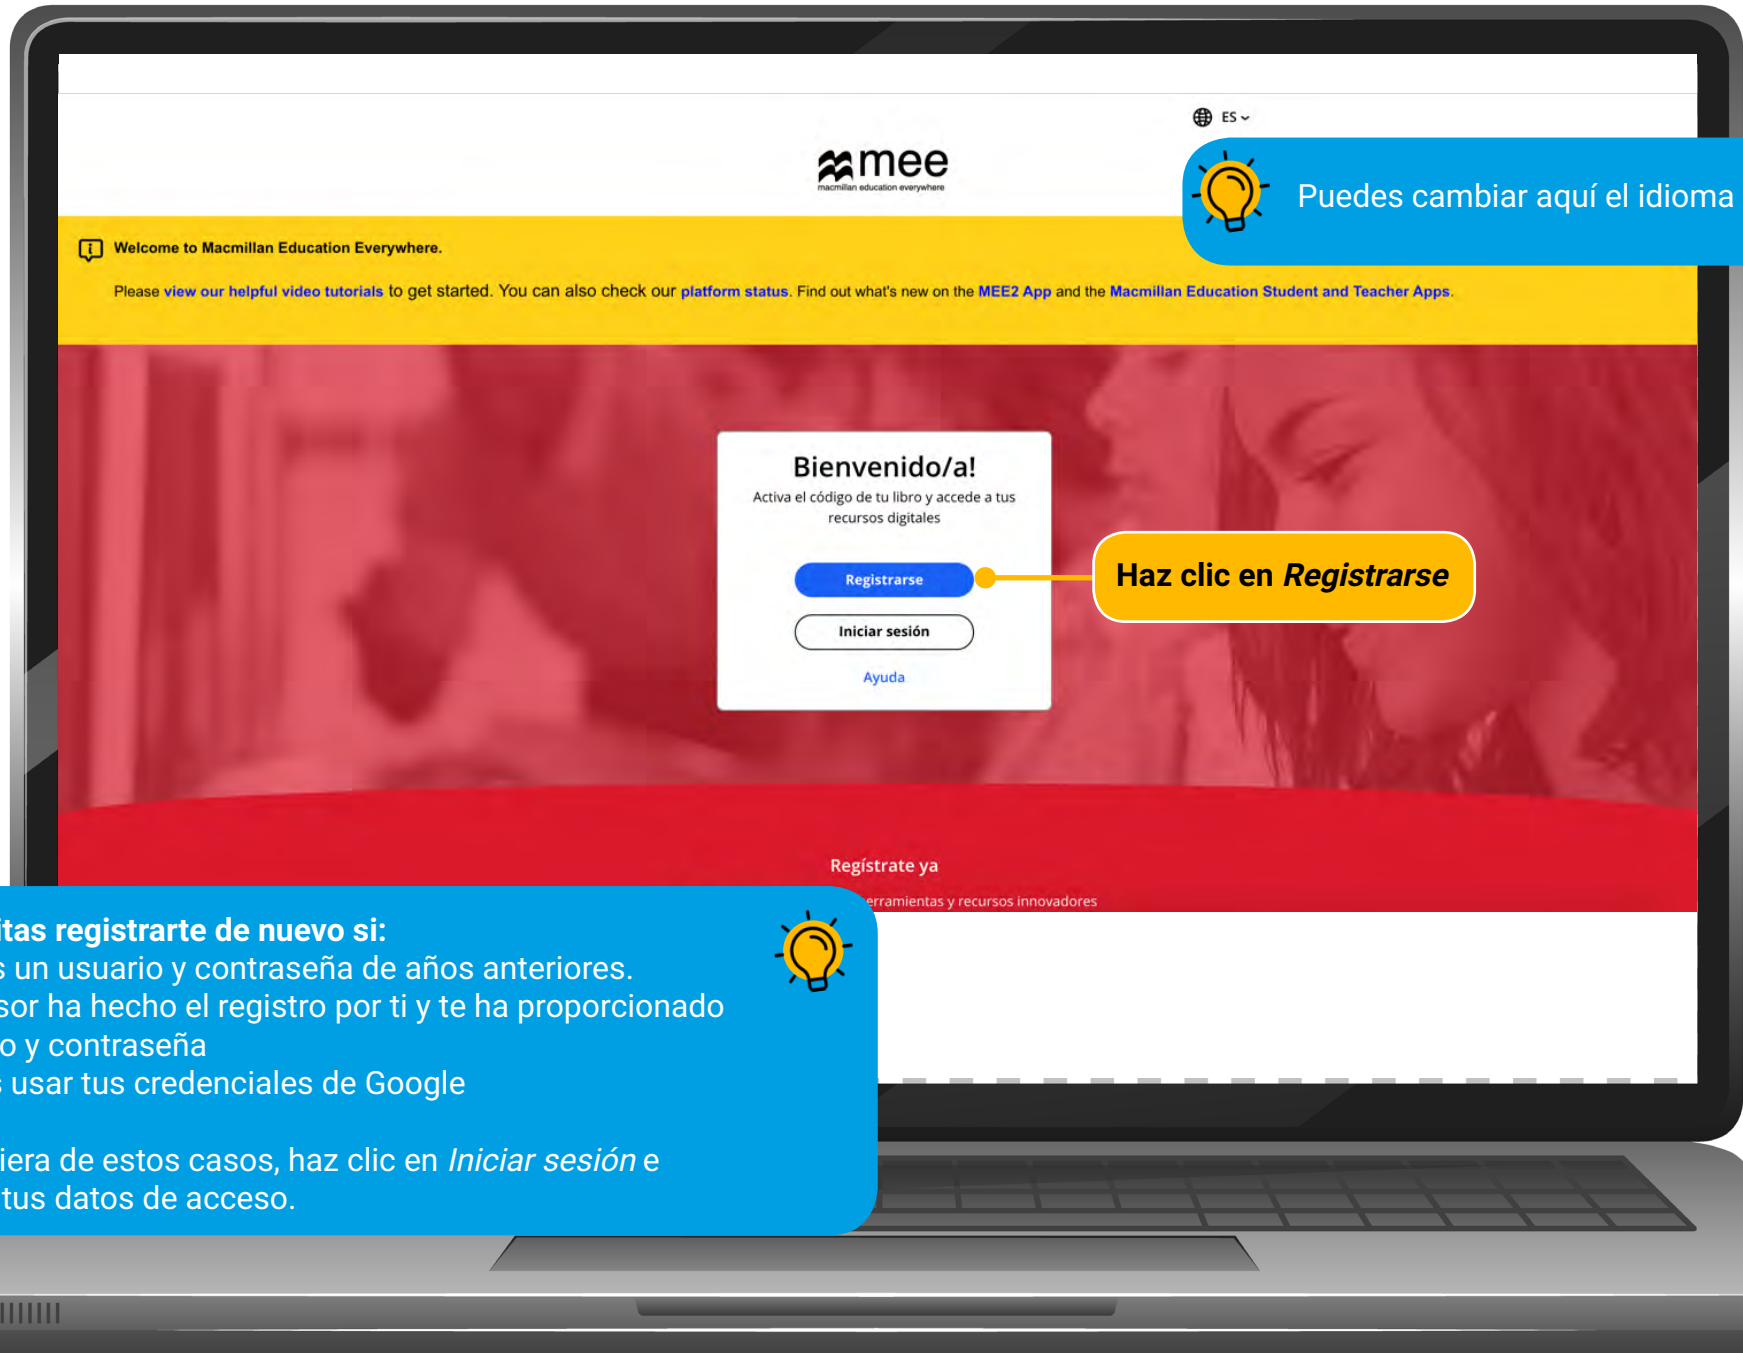 ES
mee
macmillan education everywhere
Puedes cambiar aquí el idioma
Welcome to Macmillan Education Everywhere.
Please view our helpful video tutorials to get started. You can also check our platform status. Find out what's new on the MEE2 App and the Macmillan Education Student and Teacher Apps.
Bienvenido/a!
Activa el código de tu libro y accede a tus
recursos digitales
Registrarse
Haz clic en Registrarse
Iniciar sesión
Ayuda
Regístrate ya
erramientas y recursos innovadores
itas registrarte de nuevo si:
s un usuario y contraseña de años anteriores.
sor ha hecho el registro por ti y te ha proporcionado
o y contraseña
s usar tus credenciales de Google
iera de estos casos, haz clic en Iniciar sesión e
tus datos de acceso.